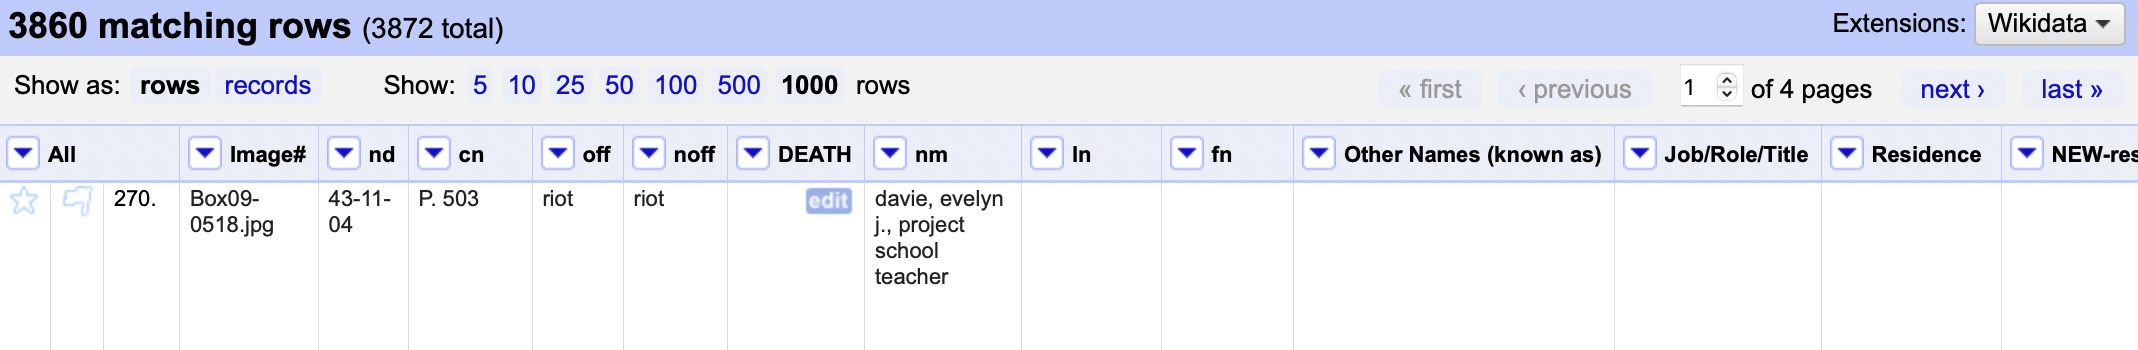 3860 matching rows (3872 total)
Extensions: Wikidata
Show as: rows records Show: 5 10 25 50 100 500 1000 rows
« first ‹ previous 1 of 4 pages next › last »
All Image# nd cn off noff DEATH nm ln fn Other Names (known as) Job/Role/Title Residence NEW-res
270. Box09- 43-11- P. 503 riot riot edit davie, evelyn
0518.jpg 04 j., project
school
teacher